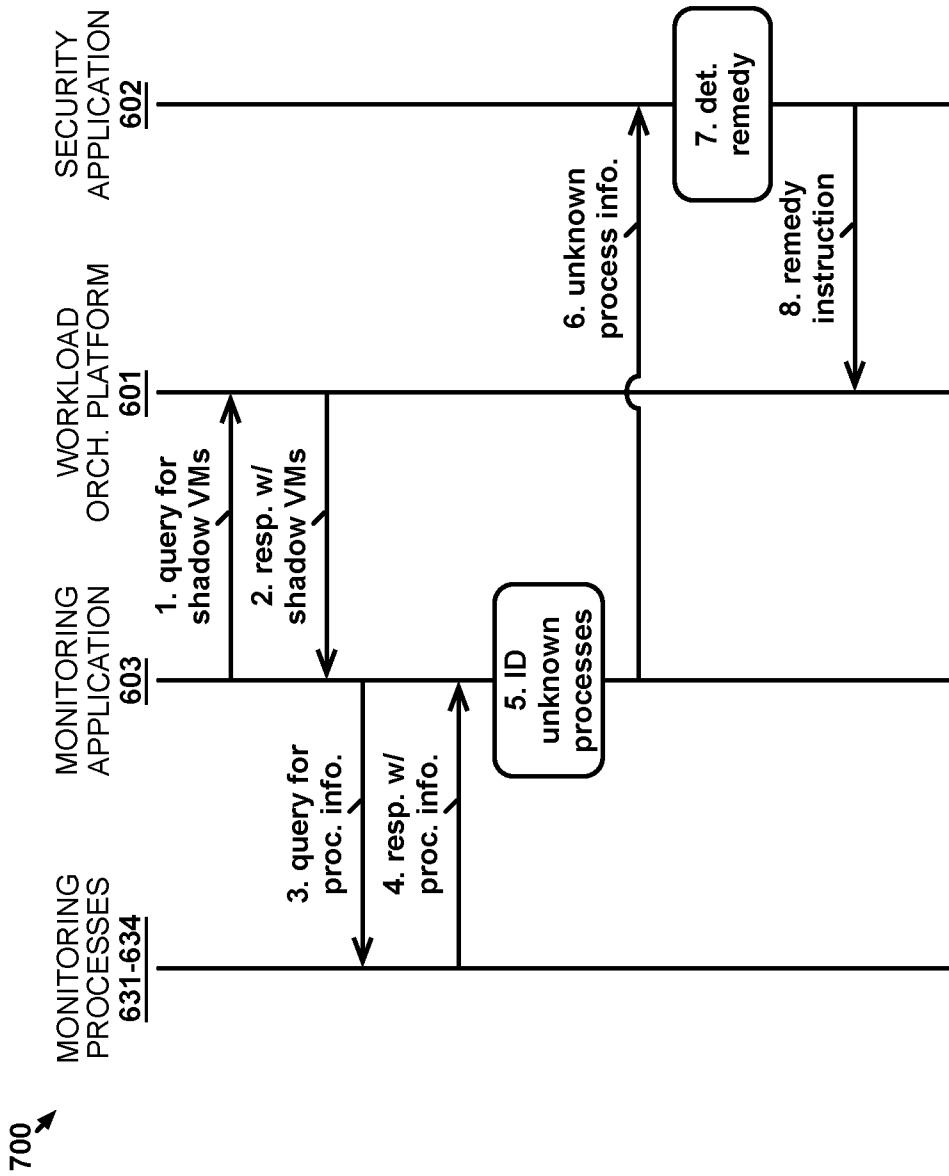 700
MONITORING
PROCESSES
631-634
MONITORING
APPLICATION
603
WORKLOAD
ORCH. PLATFORM
601
SECURITY
APPLICATION
602
1. query for
shadow VMs
2. resp. w/
shadow VMs
3. query for
proc. info.
4. resp. w/
proc. info.
5. ID
unknown
processes
6. unknown
process info.
7. det.
remedy
8. remedy
instruction